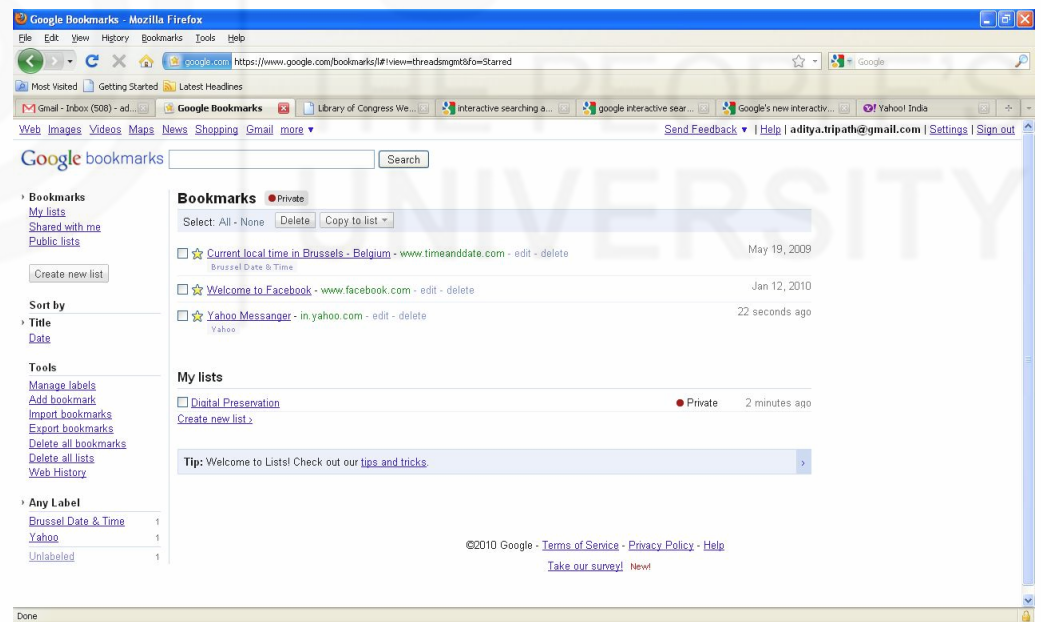 Google Bookmarks - Mozilla Firefox
File Edit View History Bookmarks Tools Help
google.com https://www.google.com/bookmarks/l#!view=threadsmgmt&fo=Starred Google
Most Visited Getting Started Latest Headlines
Gmail - Inbox (508) - ad... Google Bookmarks Library of Congress We... interactive searching a... google interactive sear... Google's new interactiv... Yahoo! India
Web Images Videos Maps News Shopping Gmail more ▼ Send Feedback ▼ | Help | aditya.tripath@gmail.com | Settings | Sign out
Google bookmarks Search
Bookmarks
My lists
Shared with me
Public lists
Create new list
Sort by
Title
Date
Tools
Manage labels
Add bookmark
Import bookmarks
Export bookmarks
Delete all bookmarks
Delete all lists
Web History
Any Label
Brussel Date & Time 1
Yahoo 1
Unlabeled 1
Bookmarks Private
Select: All - None Delete Copy to list
Current local time in Brussels - Belgium - www.timeanddate.com - edit - delete May 19, 2009
Brussel Date & Time
Welcome to Facebook - www.facebook.com - edit - delete Jan 12, 2010
Yahoo Messanger - in.yahoo.com - edit - delete 22 seconds ago
Yahoo
My lists
Digital Preservation Private 2 minutes ago
Create new list ›
Tip: Welcome to Lists! Check out our tips and tricks. ›
©2010 Google - Terms of Service - Privacy Policy - Help
Take our survey! New!
Done
THE PEOPLE'S
UNIVERSITY